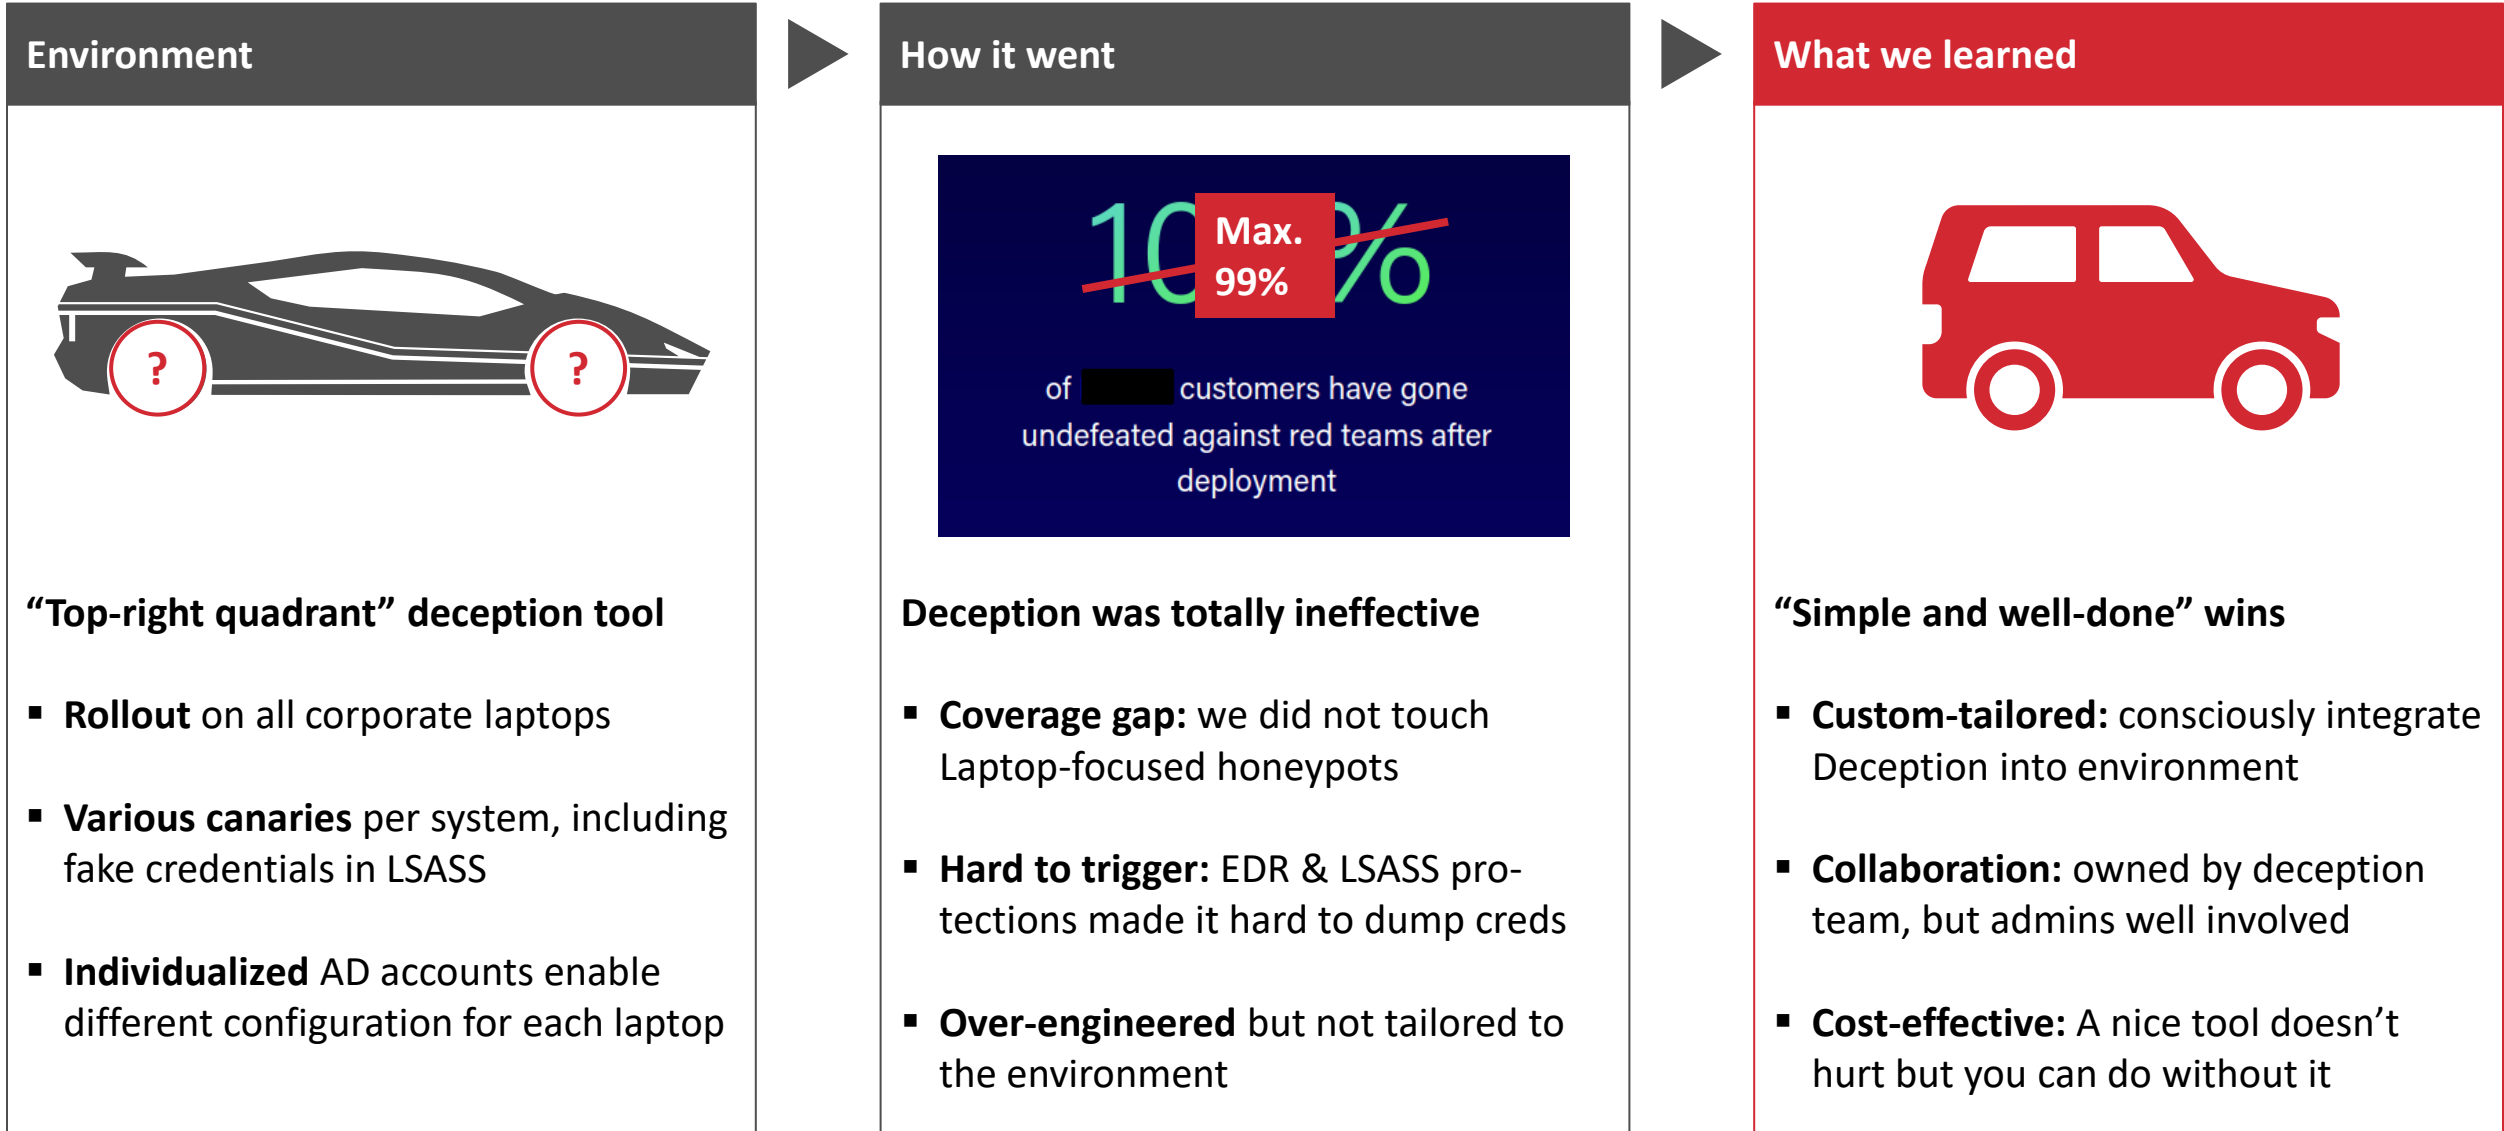 Environment
?
?
“Top-right quadrant” deception tool
▪ Rollout on all corporate laptops
▪ Various canaries per system, including
fake credentials in LSASS
▪ Individualized AD accounts enable
different configuration for each laptop
How it went
10 %
Max.
99%
of customers have gone
undefeated against red teams after
deployment
Deception was totally ineffective
▪ Coverage gap: we did not touch
Laptop-focused honeypots
▪ Hard to trigger: EDR & LSASS pro-
tections made it hard to dump creds
▪ Over-engineered but not tailored to
the environment
What we learned
“Simple and well-done” wins
▪ Custom-tailored: consciously integrate
Deception into environment
▪ Collaboration: owned by deception
team, but admins well involved
▪ Cost-effective: A nice tool doesn’t
hurt but you can do without it